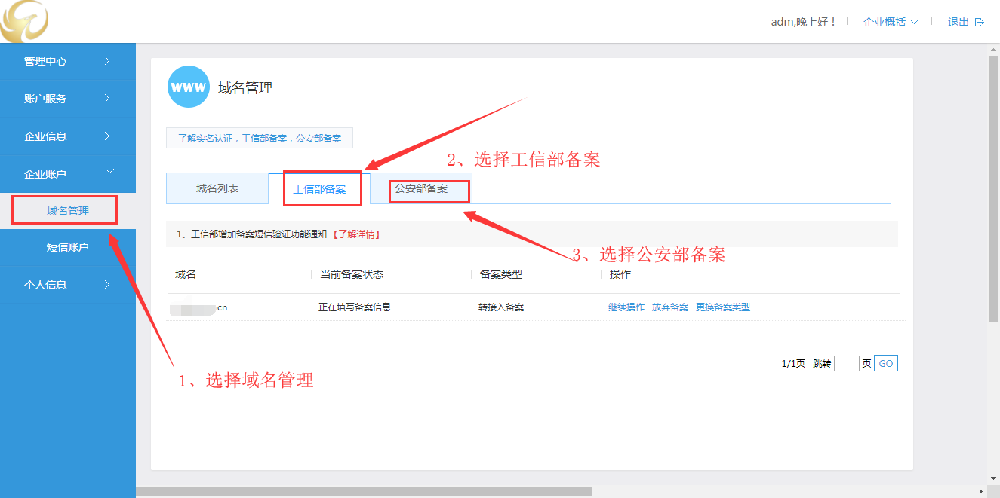 adm,晚上好！
企业概括
退出
管理中心
账户服务
企业信息
企业账户
域名管理
短信账户
个人信息
www 域名管理
了解实名认证，工信部备案，公安部备案
2、选择工信部备案
域名列表
工信部备案
公安部备案
1、工信部增加备案短信验证功能通知 【了解详情】
3、选择公安部备案
域名 当前备案状态 备案类型 操作
.cn 正在填写备案信息 转接入备案 继续操作 放弃备案 更换备案类型
1/1页 跳转 页 GO
1、选择域名管理